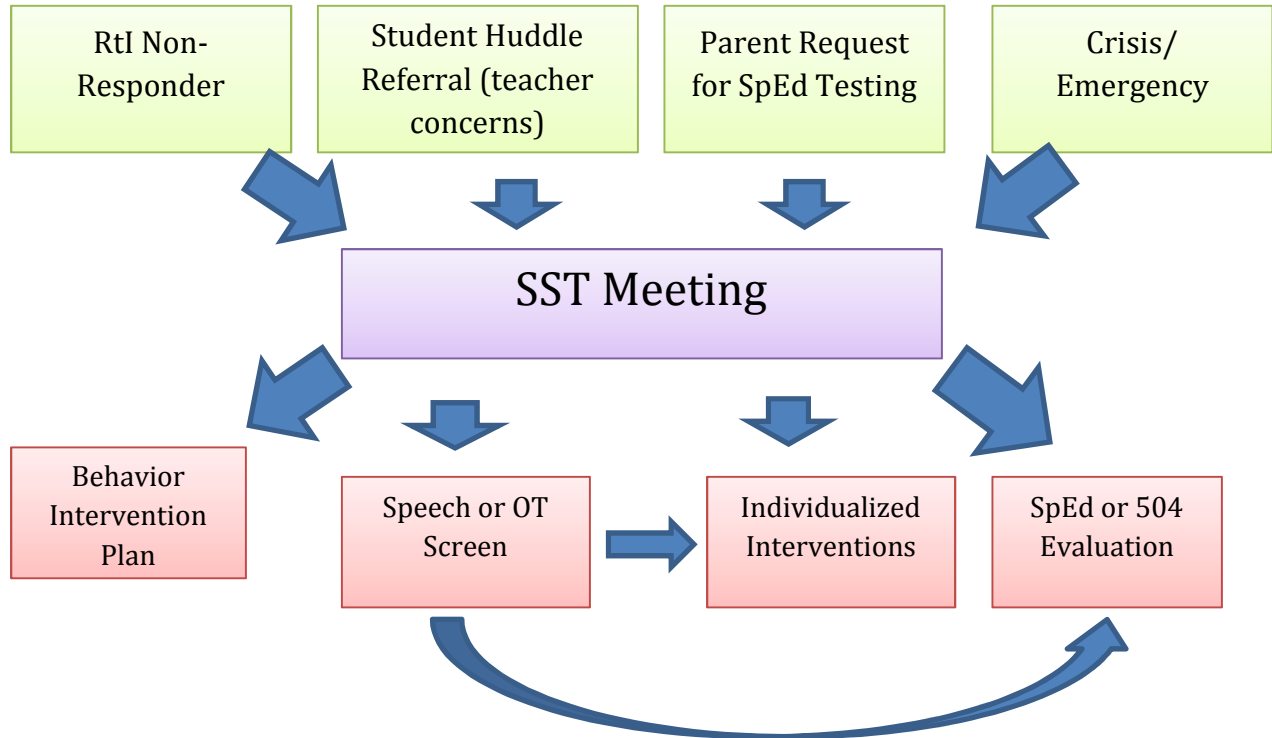 RtI Non-
Responder
Student Huddle
Referral (teacher
concerns)
Parent Request
for SpEd Testing
Crisis/
Emergency
SST Meeting
Behavior
Intervention
Plan
Speech or OT
Screen
Individualized
Interventions
SpEd or 504
Evaluation